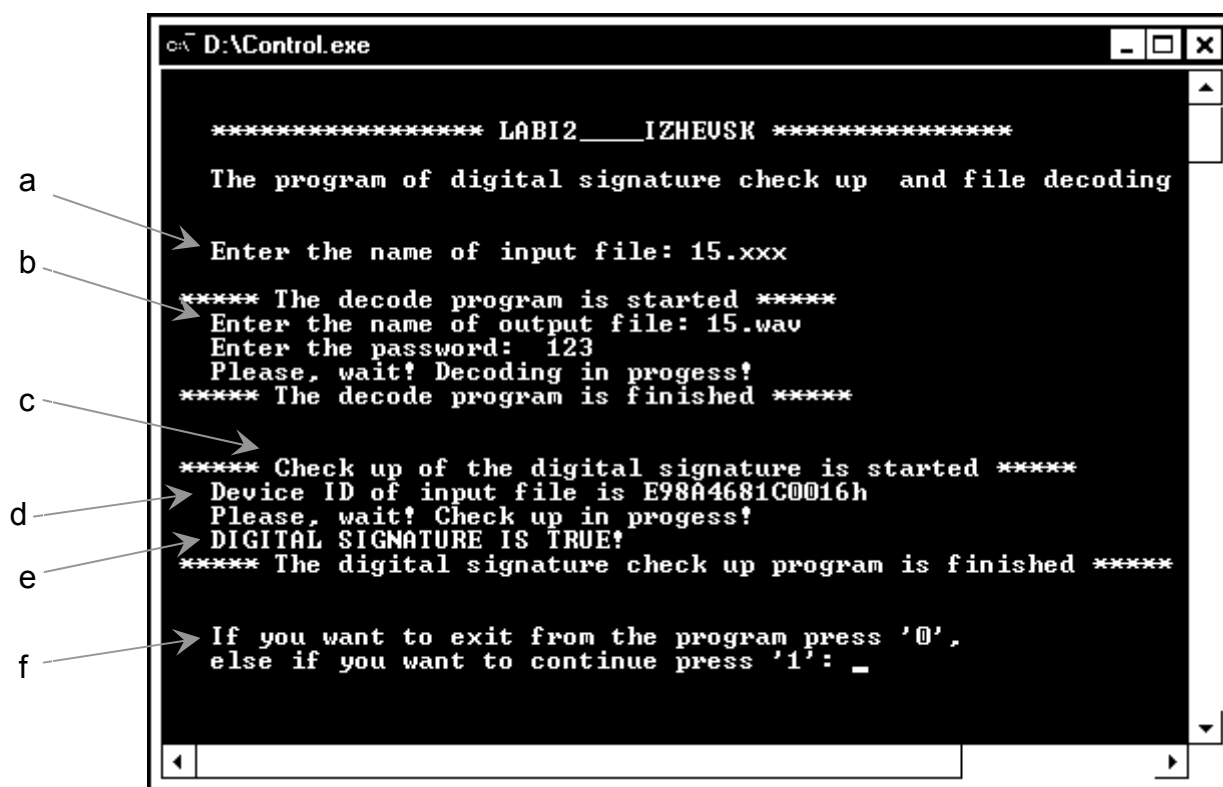 D:\Control.exe
***************** LABI2____IZHEVSK ***************
The program of digital signature check up  and file decoding
a
Enter the name of input file: 15.xxx
b
***** The decode program is started *****
Enter the name of output file: 15.wav
Enter the password:  123
Please, wait! Decoding in progess!
***** The decode program is finished *****
c
***** Check up of the digital signature is started *****
Device ID of input file is E98A4681C0016h
d
Please, wait! Check up in progess!
DIGITAL SIGNATURE IS TRUE!
e
***** The digital signature check up program is finished *****
If you want to exit from the program press '0',
f
else if you want to continue press '1': _